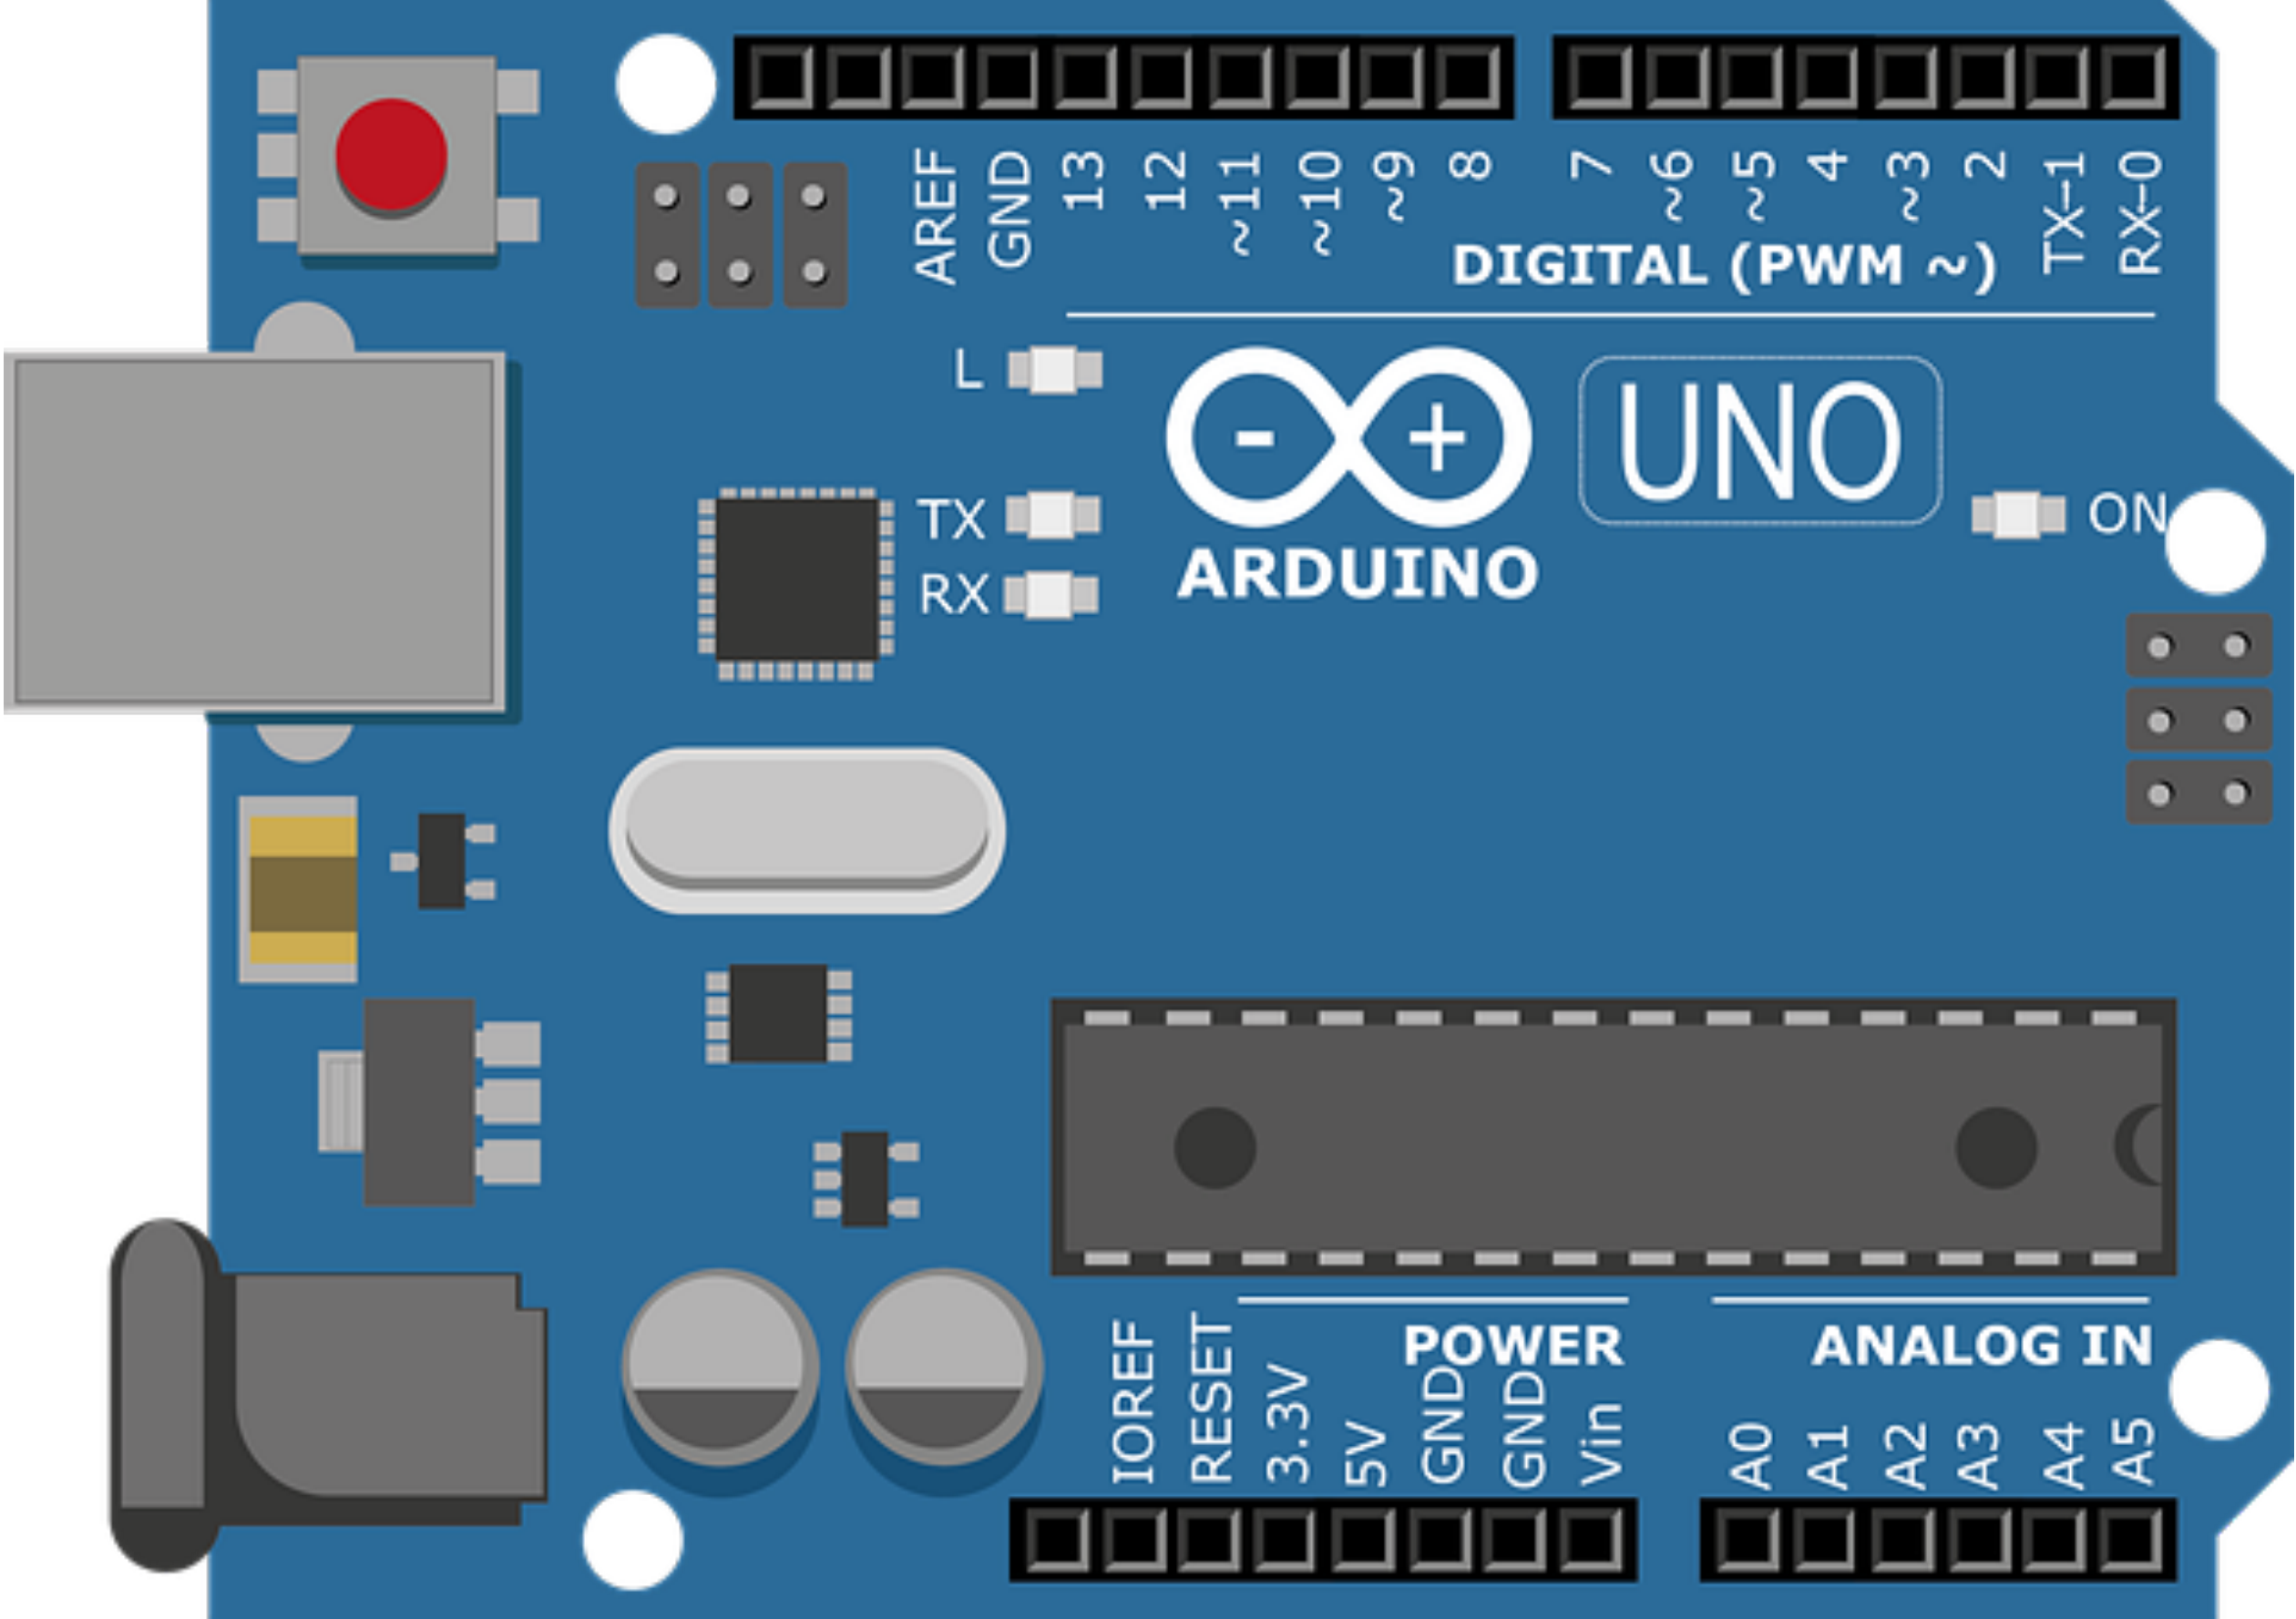 AREF
GND
13
12
~11
~10
~9
8
7
~6
~5
4
~3
2
TX→1
RX←0
DIGITAL (PWM ~)
L
TX
RX
- +
ARDUINO
UNO
ON
POWER
ANALOG IN
IOREF
RESET
3.3V
5V
GND
GND
Vin
A0
A1
A2
A3
A4
A5